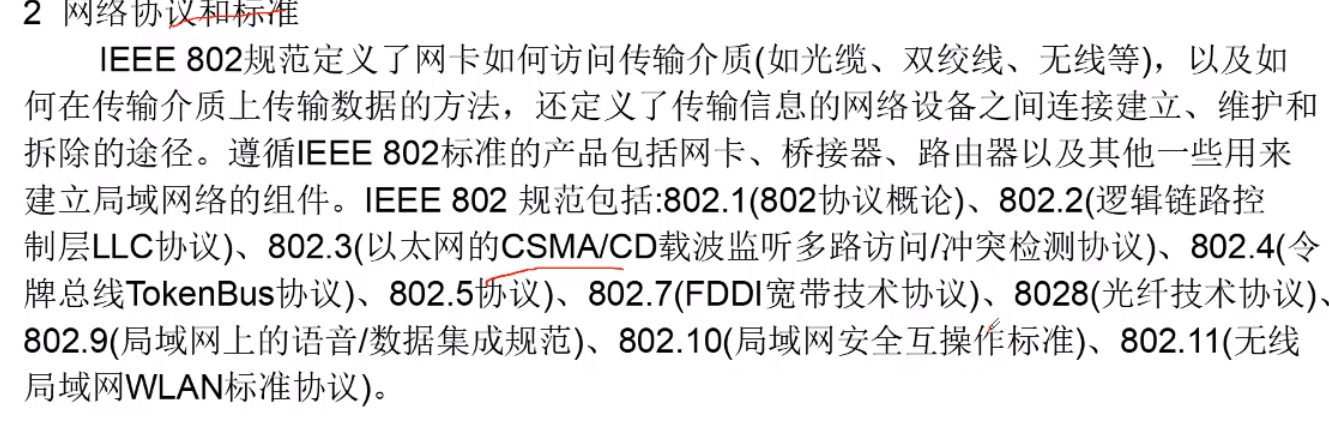 2 网络协议和标准
IEEE 802规范定义了网卡如何访问传输介质(如光缆、双绞线、无线等)，以及如
何在传输介质上传输数据的方法，还定义了传输信息的网络设备之间连接建立、维护和
拆除的途径。遵循IEEE 802标准的产品包括网卡、桥接器、路由器以及其他一些用来
建立局域网络的组件。IEEE 802 规范包括:802.1(802协议概论)、802.2(逻辑链路控
制层LLC协议)、802.3(以太网的CSMA/CD载波监听多路访问/冲突检测协议)、802.4(令
牌总线TokenBus协议)、802.5协议)、802.7(FDDI宽带技术协议)、8028(光纤技术协议)、
802.9(局域网上的语音/数据集成规范)、802.10(局域网安全互操作标准)、802.11(无线
局域网WLAN标准协议)。